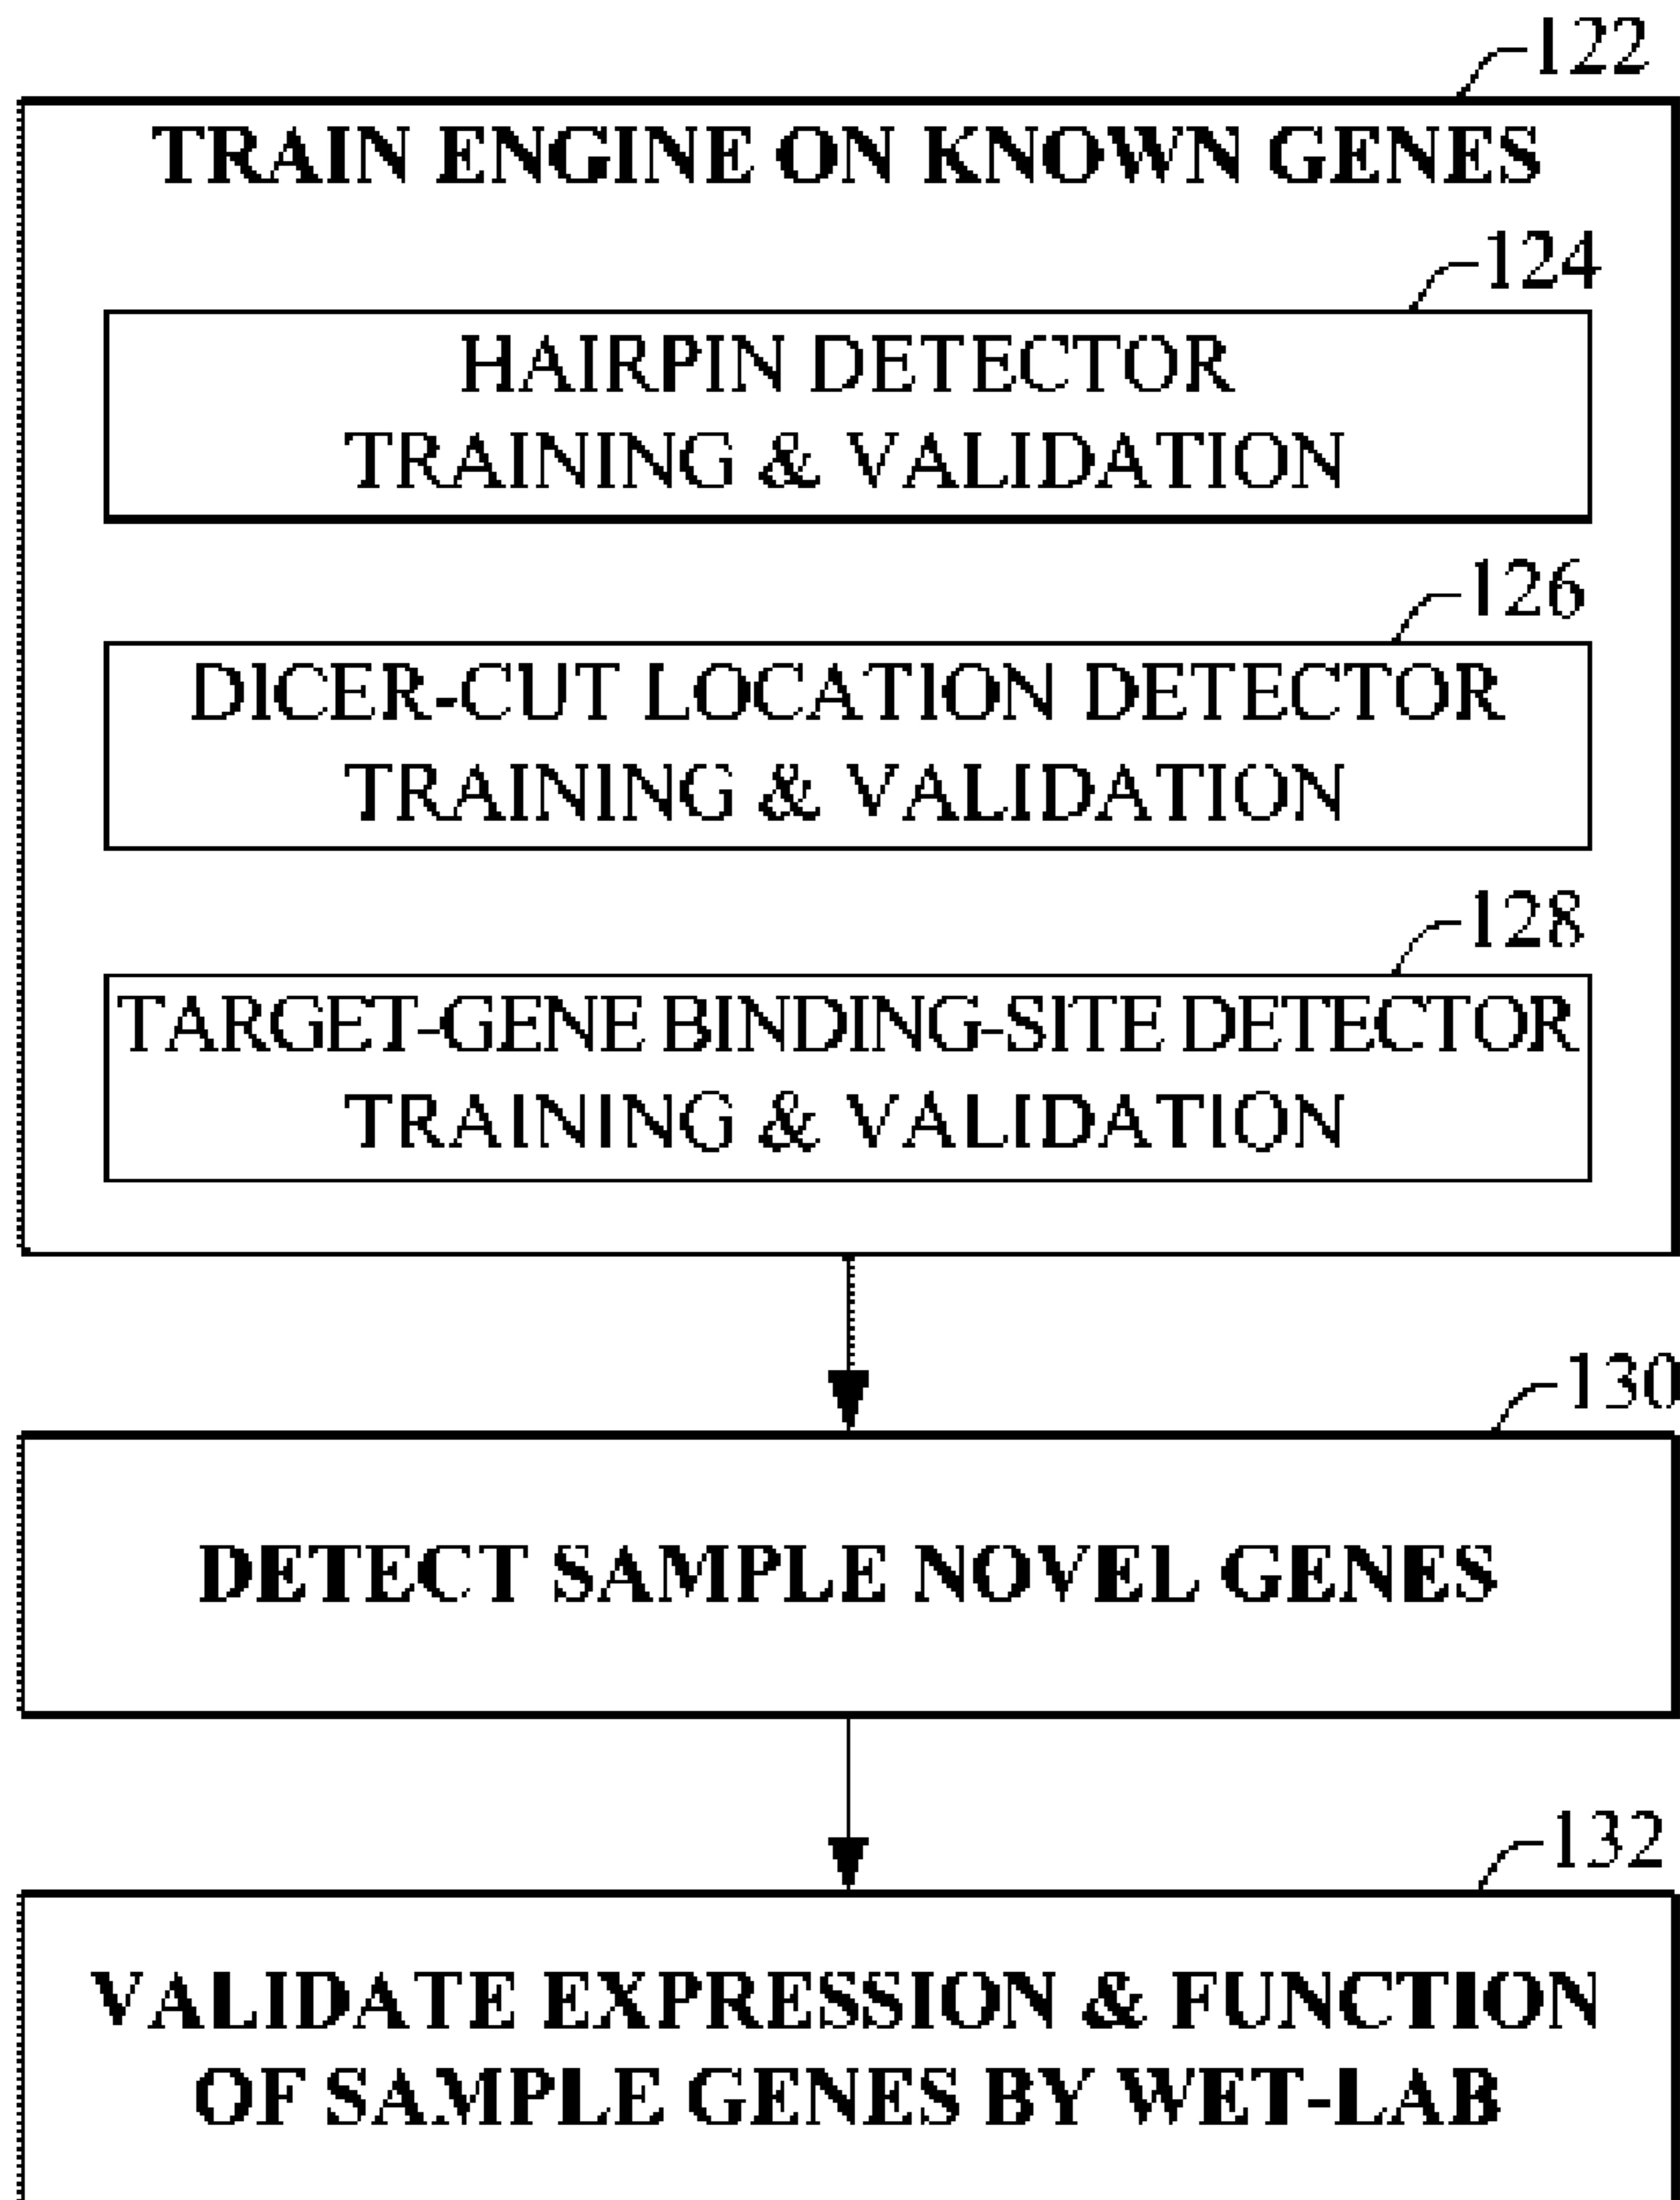 122
TRAIN ENGINE ON KNOWN GENES
124
HAIRPIN DETECTOR
TRAINING & VALIDATION
126
DICER-CUT LOCATION DETECTOR
TRAINING & VALIDATION
128
TARGET-GENE BINDING-SITE DETECTOR
TRAINING & VALIDATION
130
DETECT SAMPLE NOVEL GENES
132
VALIDATE EXPRESSION & FUNCTION
OF SAMPLE GENES BY WET-LAB